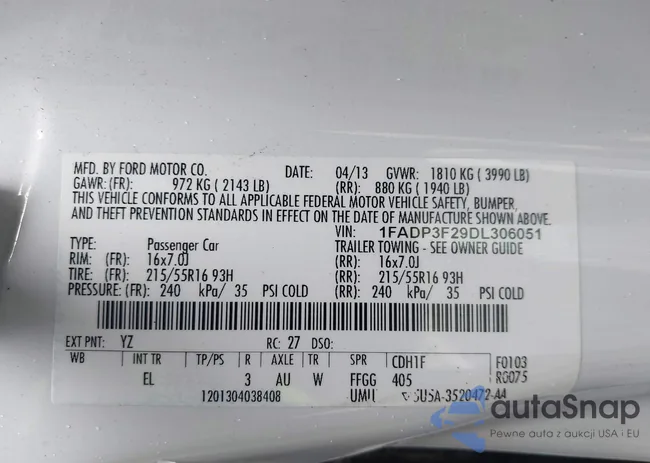 MFD. BY FORD MOTOR CO. DATE: 04/13 GVWR: 1810 KG ( 3990 LB)
GAWR: (FR): 972 KG ( 2143 LB) (RR): 880 KG ( 1940 LB)
THIS VEHICLE CONFORMS TO ALL APPLICABLE FEDERAL MOTOR VEHICLE SAFETY, BUMPER,
AND THEFT PREVENTION STANDARDS IN EFFECT ON THE DATE OF MANUFACTURE SHOWN ABOVE.
VIN: 1FADP3F29DL306051
TYPE: Passenger Car TRAILER TOWING - SEE OWNER GUIDE
RIM: (FR): 16x7.0J (RR): 16x7.0J
TIRE: (FR): 215/55R16 93H (RR): 215/55R16 93H
PRESSURE: (FR): 240 kPa/ 35 PSI COLD (RR): 240 kPa/ 35 PSI COLD
EXT PNT: YZ RC: 27 DSO:
WB INT TR TP/PS R AXLE TR SPR CDH1F F0103
EL 3 AU W FFGG 405 RG075
1201304038408
autaSnap
Pewne auta z aukcji USA i EU